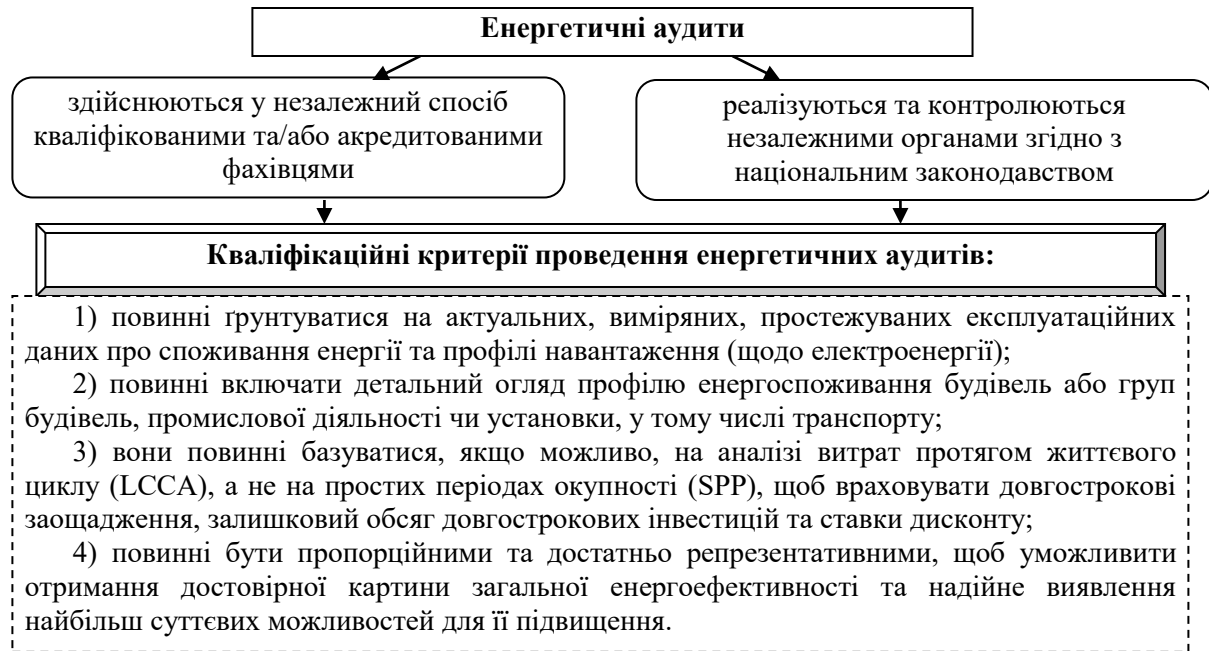 Енергетичні аудити
здійснюються у незалежний спосіб
кваліфікованими та/або акредитованими
фахівцями
реалізуються та контролюються
незалежними органами згідно з
національним законодавством
Кваліфікаційні критерії проведення енергетичних аудитів:
1) повинні ґрунтуватися на актуальних, виміряних, простежуваних експлуатаційних
даних про споживання енергії та профілі навантаження (щодо електроенергії);
2) повинні включати детальний огляд профілю енергоспоживання будівель або груп
будівель, промислової діяльності чи установки, у тому числі транспорту;
3) вони повинні базуватися, якщо можливо, на аналізі витрат протягом життєвого
циклу (LCCA), а не на простих періодах окупності (SPP), щоб враховувати довгострокові
заощадження, залишковий обсяг довгострокових інвестицій та ставки дисконту;
4) повинні бути пропорційними та достатньо репрезентативними, щоб уможливити
отримання достовірної картини загальної енергоефективності та надійне виявлення
найбільш суттєвих можливостей для її підвищення.